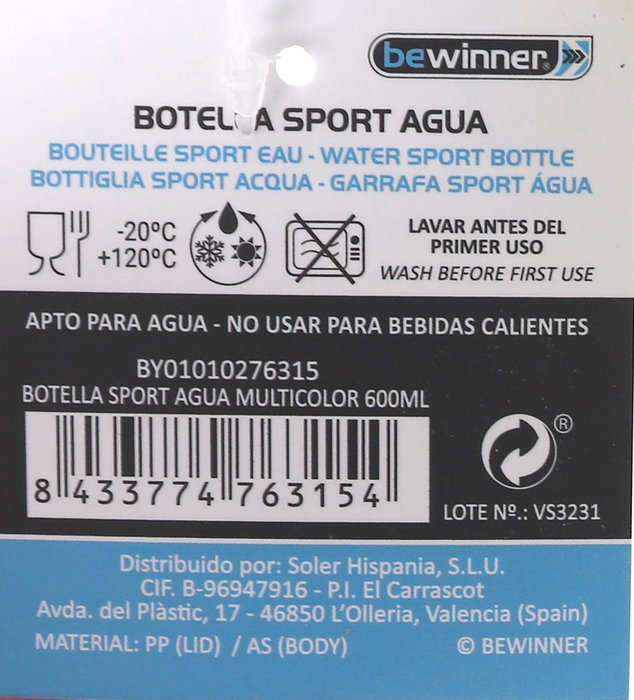 bewinner®
BOTELLA SPORT AGUA
BOUTEILLE SPORT EAU - WATER SPORT BOTTLE
BOTTIGLIA SPORT ACQUA - GARRAFA SPORT ÁGUA
-20ºC
+120ºC
LAVAR ANTES DEL
PRIMER USO
WASH BEFORE FIRST USE
APTO PARA AGUA - NO USAR PARA BEBIDAS CALIENTES
BY01010276315
BOTELLA SPORT AGUA MULTICOLOR 600ML
8 433774 763154
®
LOTE Nº.: VS3231
Distribuido por: Soler Hispania, S.L.U.
CIF. B-96947916 - P.I. El Carrascot
Avda. del Plàstic, 17 - 46850 L'Olleria, Valencia (Spain)
MATERIAL: PP (LID) / AS (BODY)
© BEWINNER